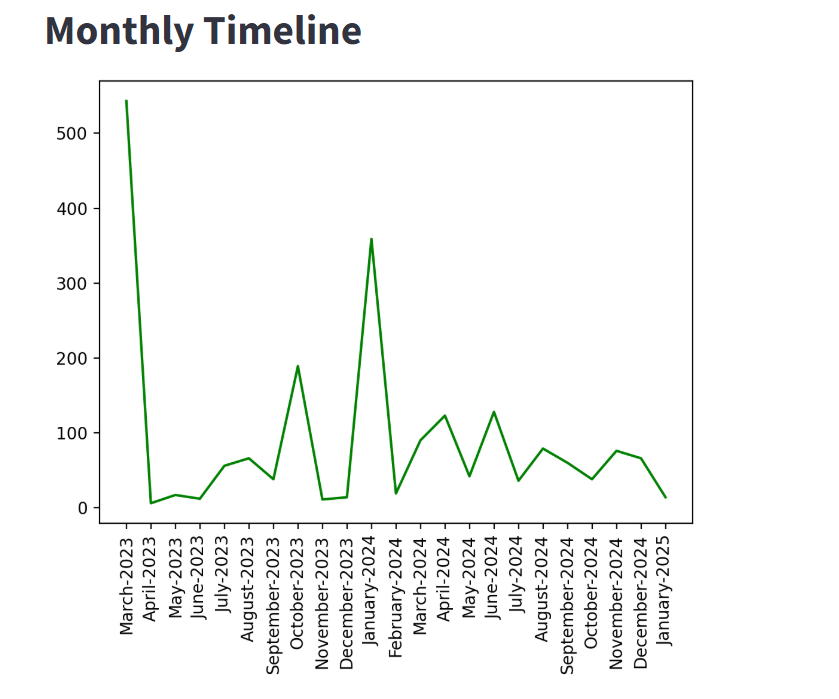 Monthly Timeline
500
400
300
200
100
0
March-2023
April-2023
May-2023
June-2023
July-2023
August-2023
September-2023
October-2023
November-2023
December-2023
January-2024
February-2024
March-2024
April-2024
May-2024
June-2024
July-2024
August-2024
September-2024
October-2024
November-2024
December-2024
January-2025